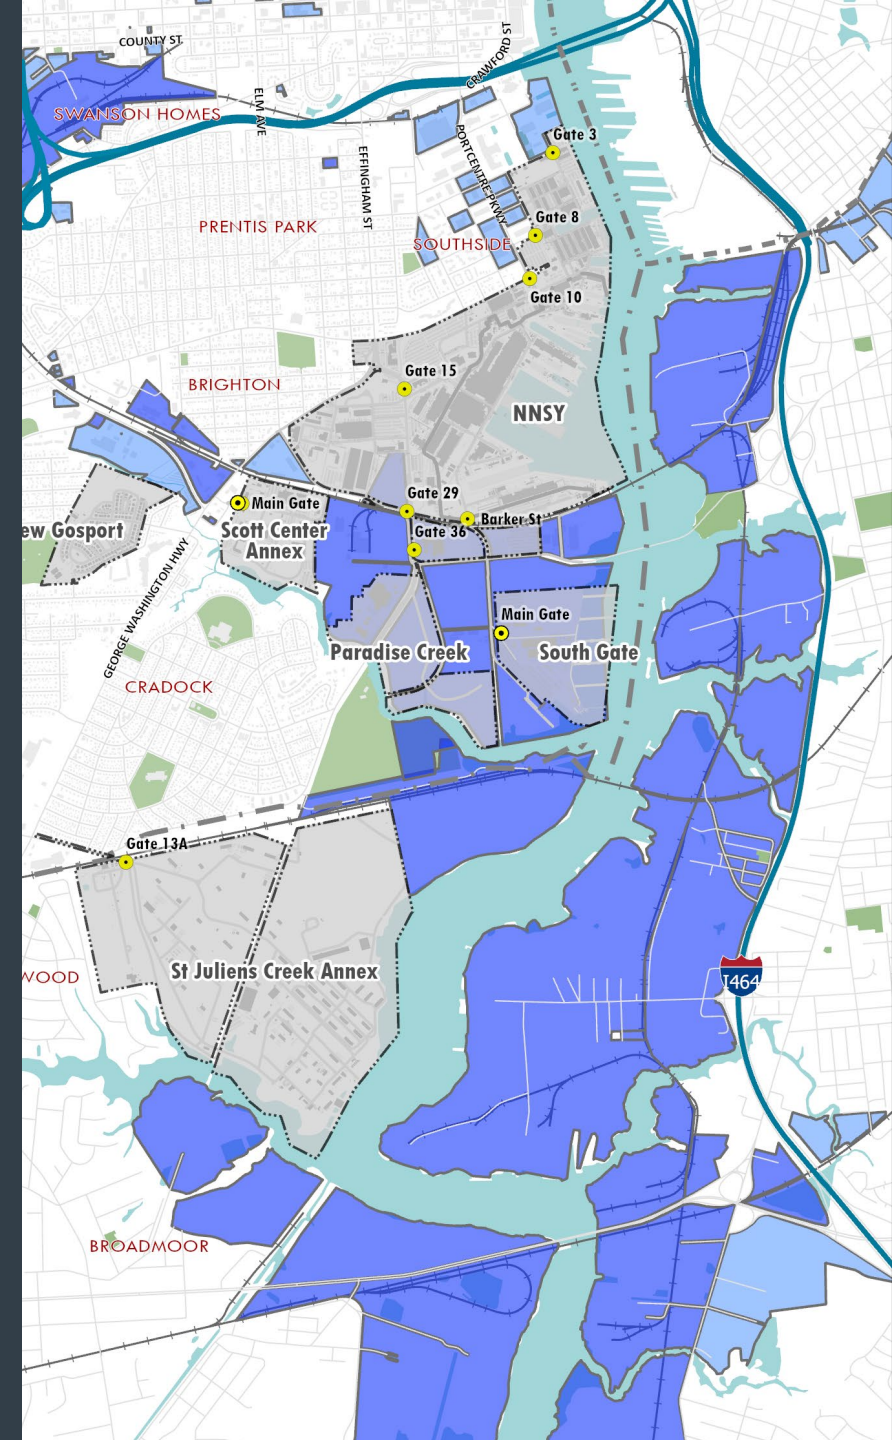 COUNTY ST
CRAWFORD ST
SWANSON HOMES
ELM AVE
EFFINGHAM ST
PORTCENTRE PKWY
Gate 3
PRENTIS PARK
Gate 8
SOUTHSIDE
Gate 10
Gate 15
BRIGHTON
NNSY
Gate 29
Main Gate
Barker St
ew Gosport
Scott Center
Annex
Gate 36
GEORGE WASHINGTON HWY
Main Gate
Paradise Creek
South Gate
CRADOCK
Gate 13A
St Juliens Creek Annex
WOOD
I464
BROADMOOR